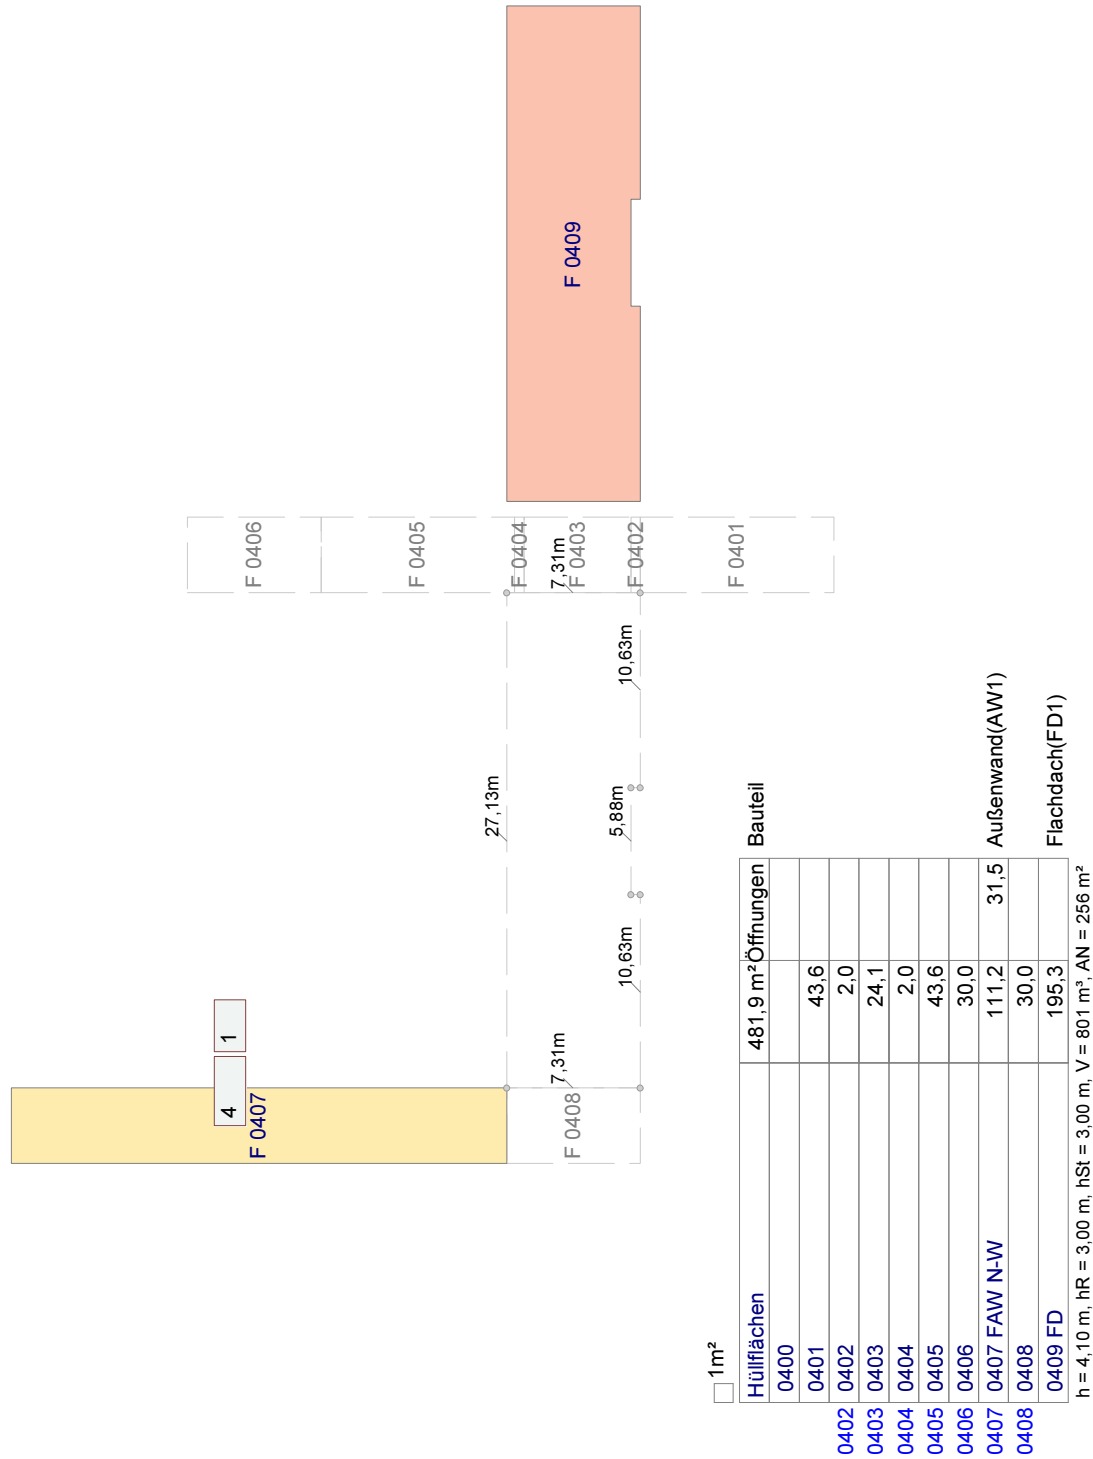 F 0409
F 0406
F 0405
F 0404
F 0403
F 0402
F 0401
7,31m
27,13m
10,63m
5,88m
10,63m
7,31m
4
1
F 0407
F 0408
1m²
Hüllflächen 481,9 m² Öffnungen Bauteil
0400
0401 43,6
0402 0402 2,0
0403 0403 24,1
0404 0404 2,0
0405 0405 43,6
0406 0406 30,0
0407 0407 FAW N-W 111,2 31,5 Außenwand(AW1)
0408 0408 30,0
0409 FD 195,3 Flachdach(FD1)
h = 4,10 m, hR = 3,00 m, hSt = 3,00 m, V = 801 m³, AN = 256 m²